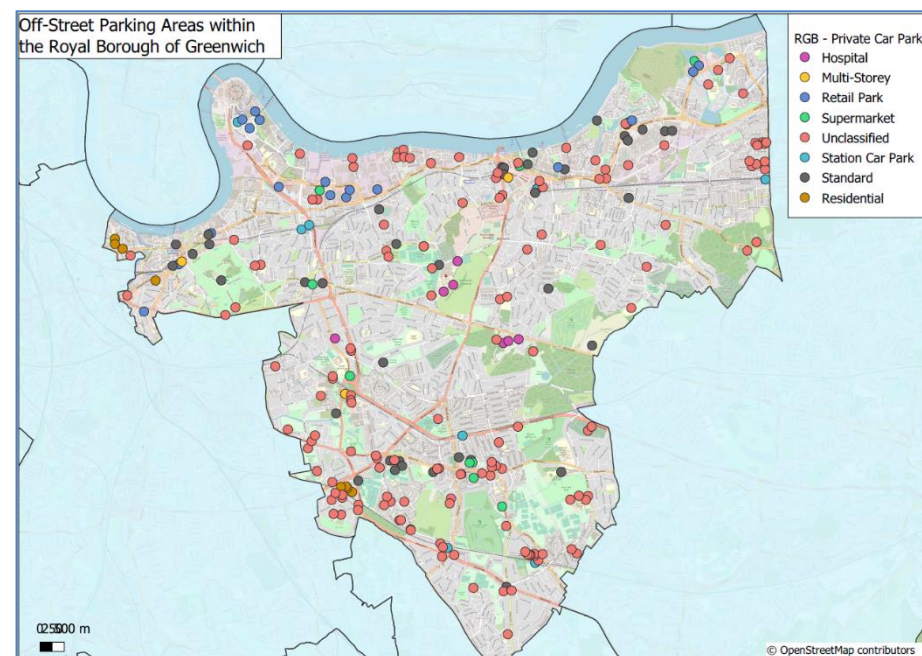 Off-Street Parking Areas within
the Royal Borough of Greenwich
RGB - Private Car Park
Hospital
Multi-Storey
Retail Park
Supermarket
Unclassified
Station Car Park
Standard
Residential
500 m
© OpenStreetMap contributors